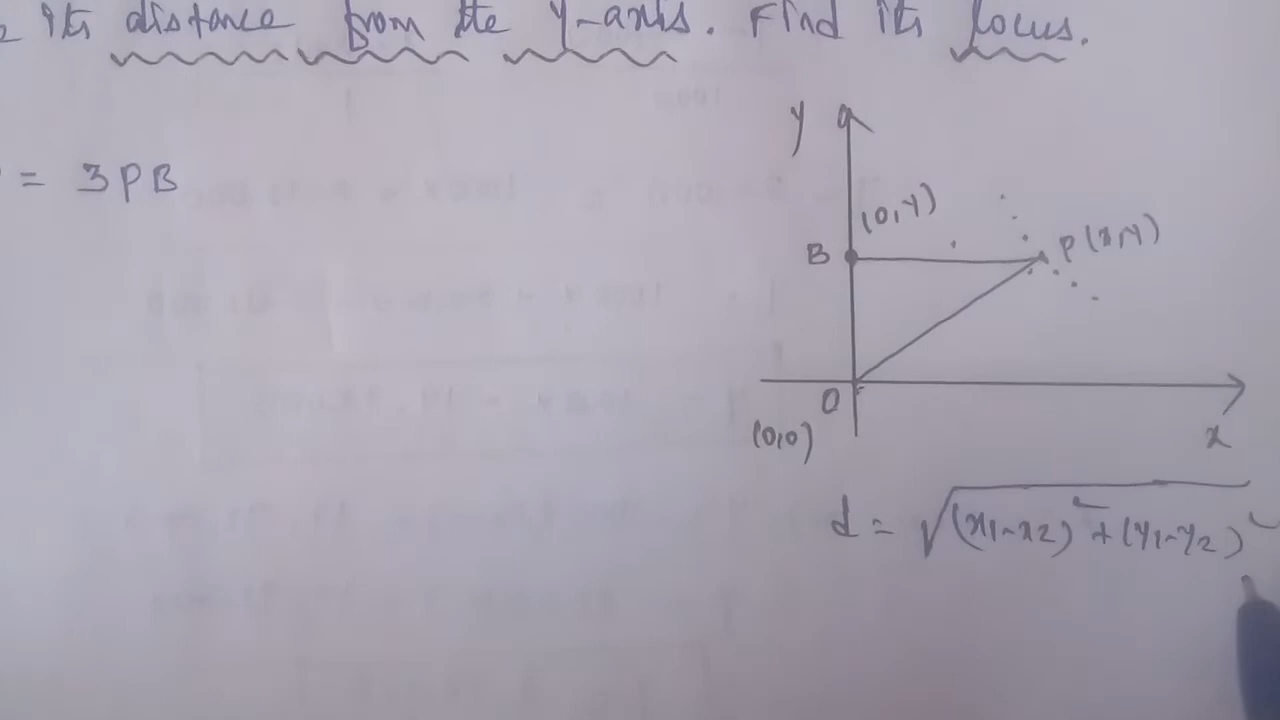 its distance from the Y-axis. Find its locus.
= 3PB
y
(0,Y)
B
P(x,Y)
O
(0,0)
x
d = √(x1-x2)² + (y1-y2)²